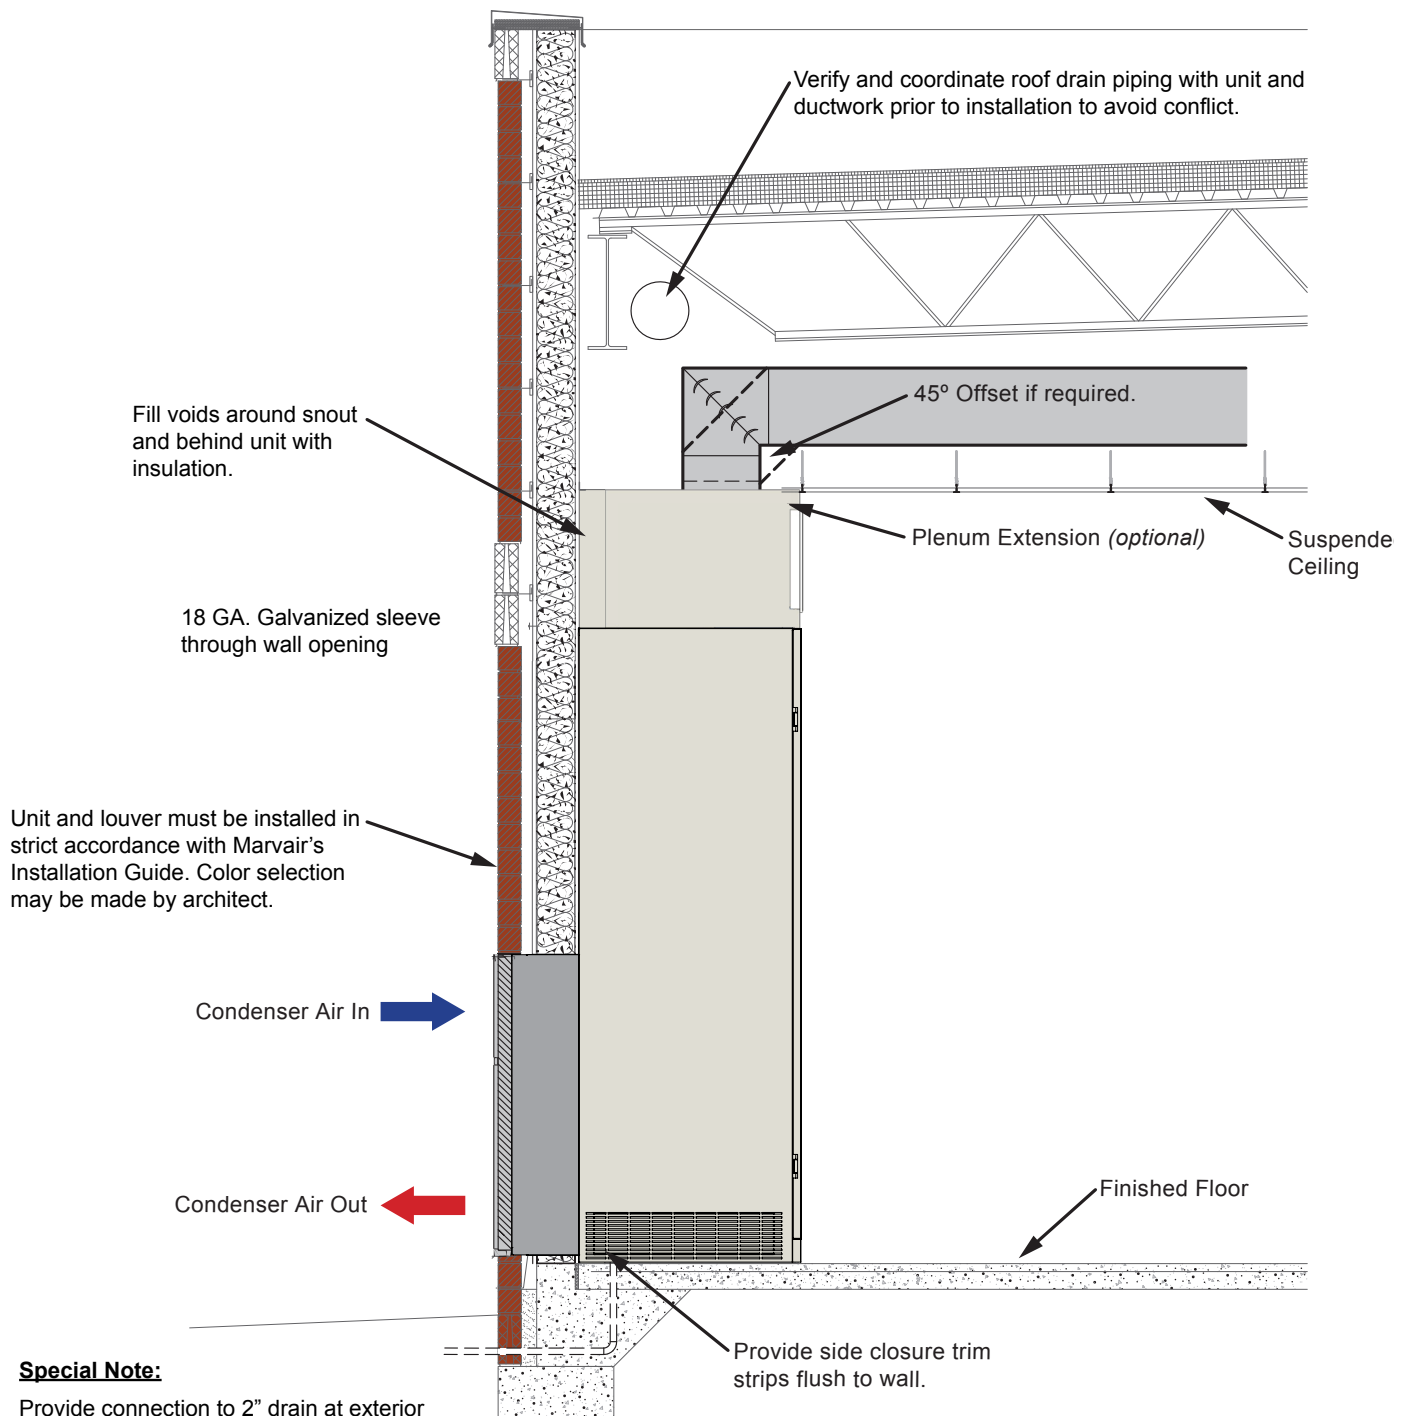 Verify and coordinate roof drain piping with unit and
ductwork prior to installation to avoid conflict.
45º Offset if required.
Fill voids around snout
and behind unit with
insulation.
Plenum Extension (optional)
Suspende
Ceiling
18 GA. Galvanized sleeve
through wall opening
Unit and louver must be installed in
strict accordance with Marvair’s
Installation Guide. Color selection
may be made by architect.
Condenser Air In
Condenser Air Out
Finished Floor
Provide side closure trim
strips flush to wall.
Special Note:
Provide connection to 2” drain at exterior